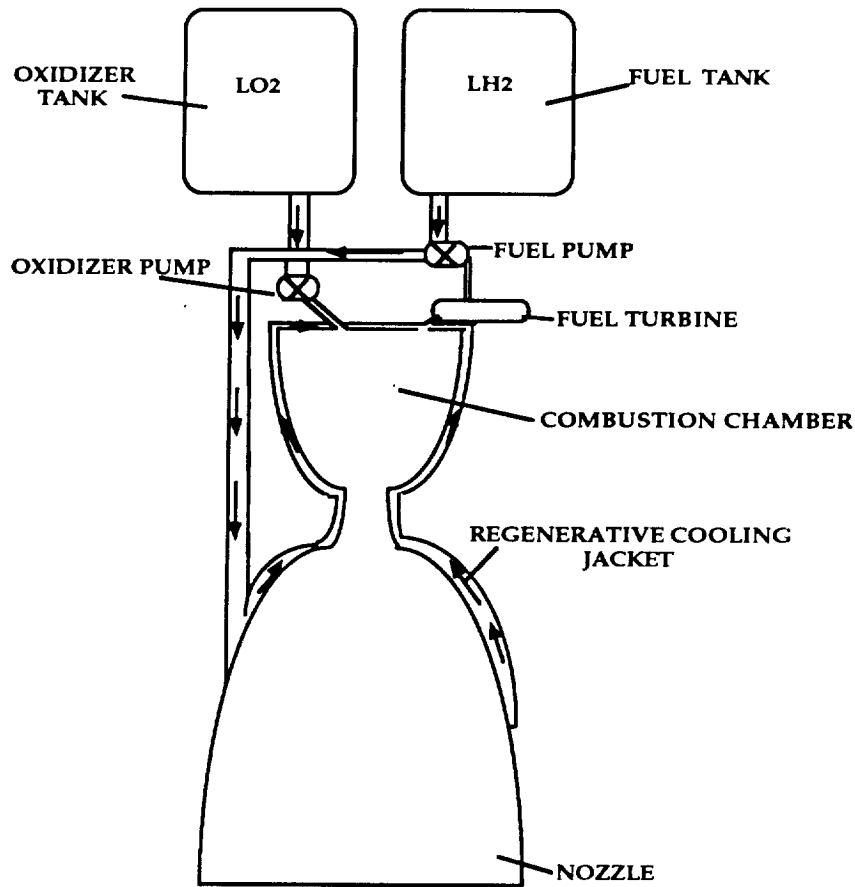 OXIDIZER
TANK
LO2
LH2
FUEL TANK
FUEL PUMP
OXIDIZER PUMP
FUEL TURBINE
COMBUSTION CHAMBER
REGENERATIVE COOLING
JACKET
NOZZLE